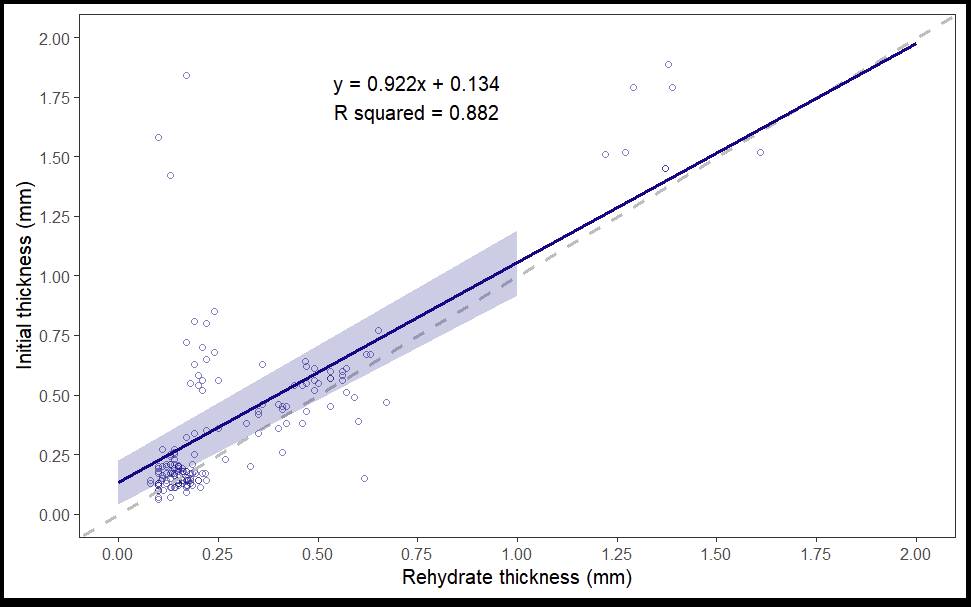 y = 0.922x + 0.134
R squared = 0.882
Initial thickness (mm)
2.00
1.75
1.50
1.25
1.00
0.75
0.50
0.25
0.00
0.00 0.25 0.50 0.75 1.00 1.25 1.50 1.75 2.00
Rehydrate thickness (mm)